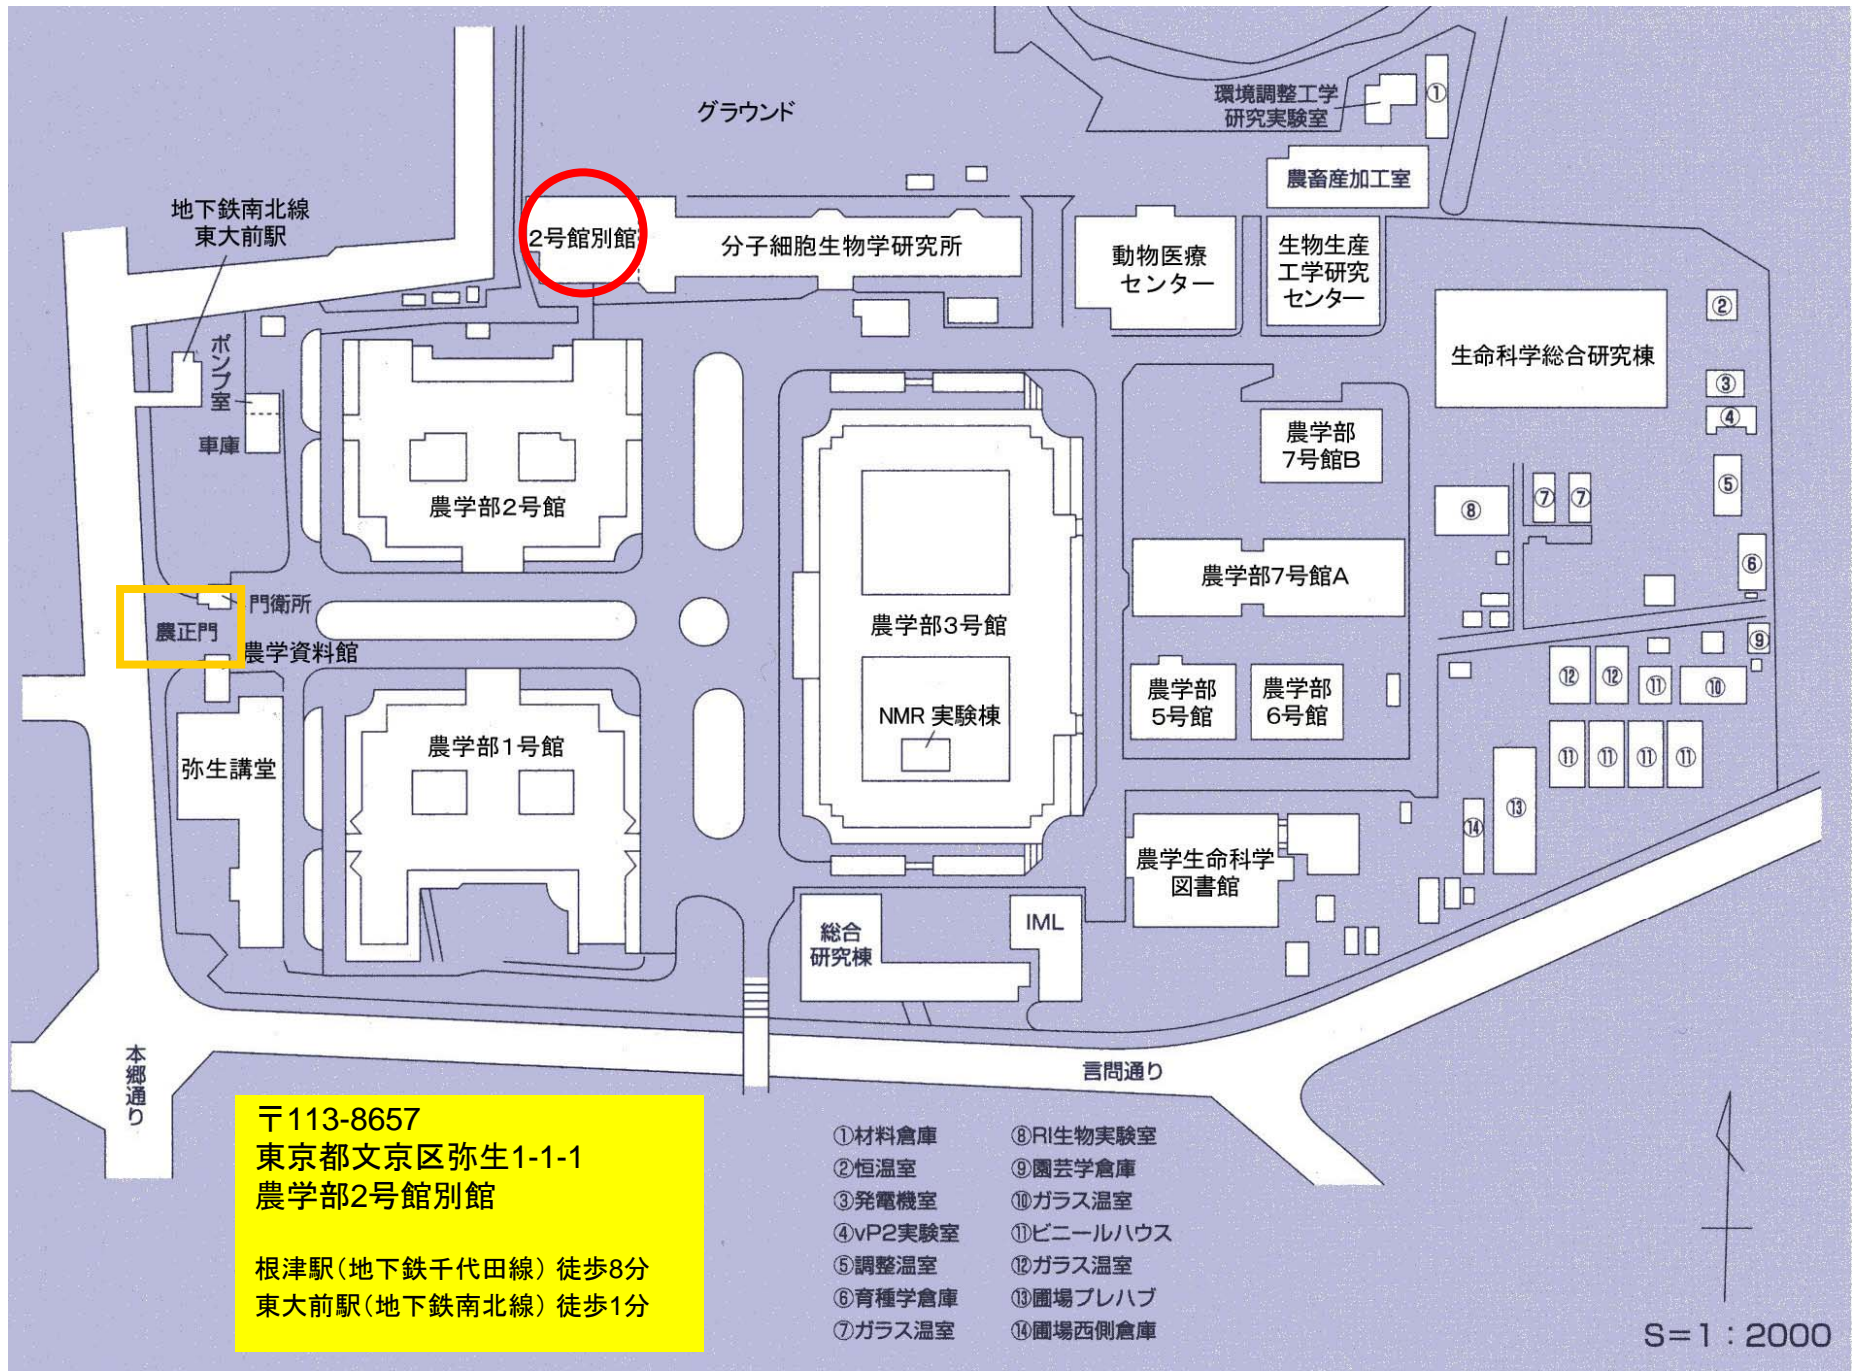 グラウンド
環境調整工学
研究実験室
①
農畜産加工室
地下鉄南北線
東大前駅
2号館別館
分子細胞生物学研究所
動物医療
センター
生物生産
工学研究
センター
②
生命科学総合研究棟
③
④
ポンプ室
車庫
農学部
7号館B
農学部2号館
⑤
⑦
⑦
⑧
⑥
農学部7号館A
門衛所
農正門
農学資料館
農学部3号館
⑨
農学部
5号館
農学部
6号館
⑫
⑫
⑪
⑩
NMR 実験棟
農学部1号館
弥生講堂
⑪
⑪
⑪
⑪
⑬
⑭
農学生命科学
図書館
総合
研究棟
IML
本郷通り
言問通り
〒113-8657
東京都文京区弥生1-1-1
農学部2号館別館
根津駅(地下鉄千代田線) 徒歩8分
東大前駅(地下鉄南北線) 徒歩1分
①材料倉庫
②恒温室
③発電機室
④vP2実験室
⑤調整温室
⑥育種学倉庫
⑦ガラス温室
⑧RI生物実験室
⑨園芸学倉庫
⑩ガラス温室
⑪ビニールハウス
⑫ガラス温室
⑬圃場プレハブ
⑭圃場西側倉庫
S=1:2000